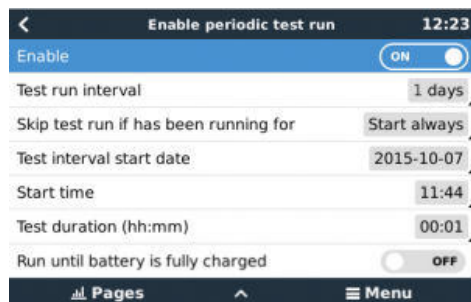 Enable periodic test run 12:23
Enable ON
Test run interval 1 days
Skip test run if has been running for Start always
Test interval start date 2015-10-07
Start time 11:44
Test duration (hh:mm) 00:01
Run until battery is fully charged OFF
Pages Menu